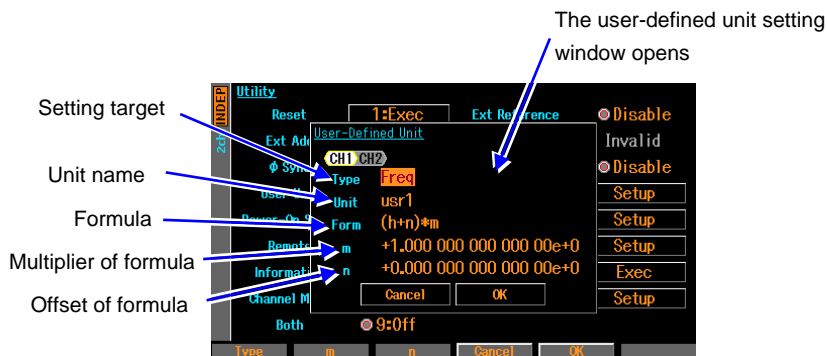 The user-defined unit setting
window opens
Setting target
Unit name
Formula
Multiplier of formula
Offset of formula
2ch INDEP
Utility
Reset 1:Exec Ext Reference Disable
Ext Invalid
φ Disable
User-Defined Unit
CH1 CH2
Type Freq
Unit usr1 Setup
Form (h+n)*m Setup
Remote m +1.000 000 000 000 00e+0 Setup
n +0.000 000 000 000 00e+0 Exec
Channel M Cancel OK Setup
Both 9:Off
Type m n Cancel OK